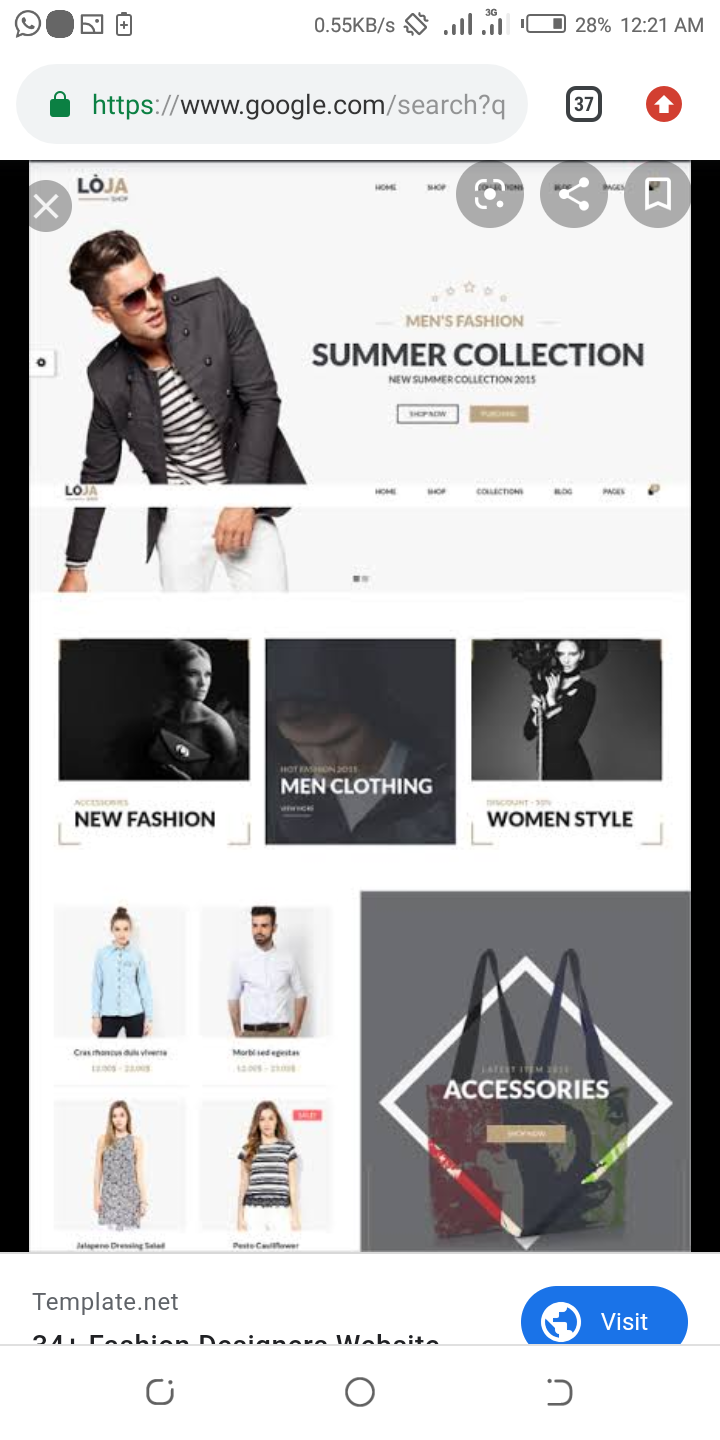 0.55KB/s 3G 28% 12:21 AM
https://www.google.com/search?q
37
LÒJA
SHOP
HOME SHOP COLLECTIONS BLOG PAGES
MEN'S FASHION
SUMMER COLLECTION
NEW SUMMER COLLECTION 2015
SHOP NOW PURCHASE
LOJA
HOME SHOP COLLECTIONS BLOG PAGES
ACCESSORIES
NEW FASHION
HOT FASHION 2015
MEN CLOTHING
VIEW MORE
DISCOUNT - 50%
WOMEN STYLE
Cras rhoncus duis viverra
12.00$ - 23.00$
Morbi sed egestas
12.00$ - 23.00$
SALE!
Jalapeno Dressing Salad
Pesto Cauliflower
LATEST ITEM 2015
ACCESSORIES
SHOP NOW
Template.net
34+ Fashion Designers Website
Visit